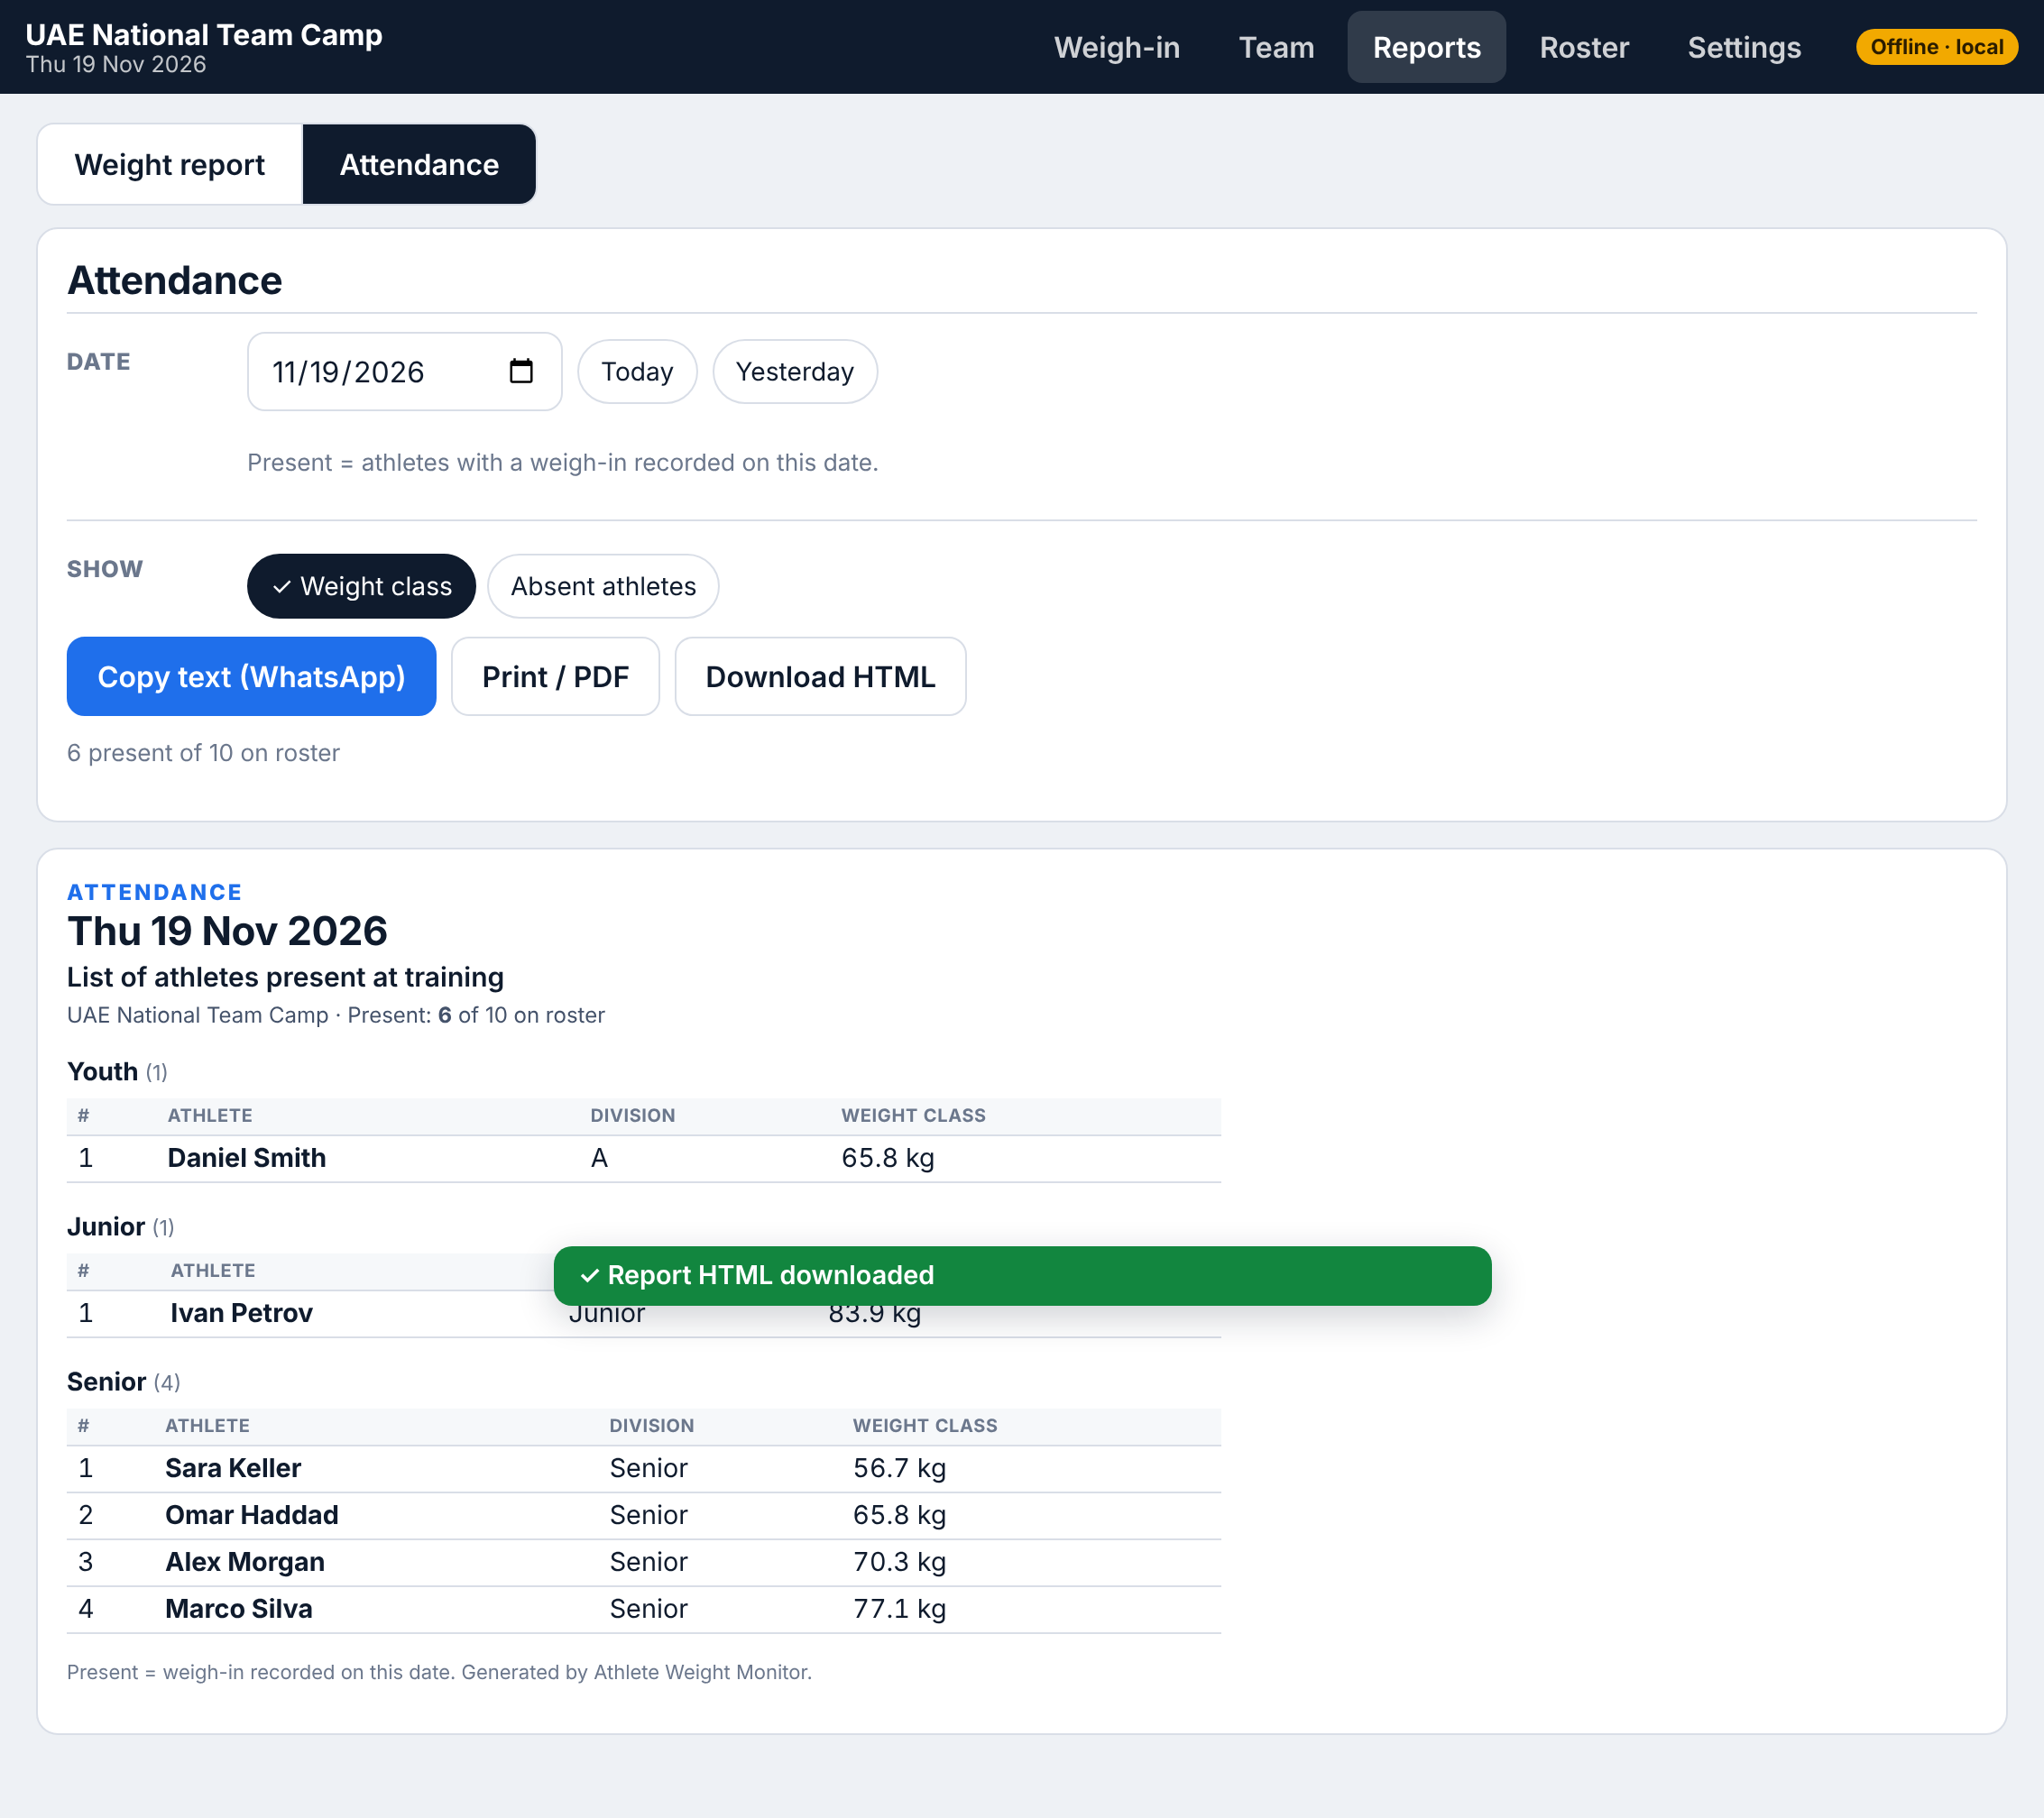 UAE National Team Camp
Thu 19 Nov 2026
Weigh-in Team Reports Roster Settings Offline · local
Weight report Attendance
Attendance
DATE 11/19/2026 Today Yesterday
Present = athletes with a weigh-in recorded on this date.
SHOW ✓ Weight class Absent athletes
Copy text (WhatsApp) Print / PDF Download HTML
6 present of 10 on roster
ATTENDANCE
Thu 19 Nov 2026
List of athletes present at training
UAE National Team Camp · Present: 6 of 10 on roster
Youth (1)
# ATHLETE DIVISION WEIGHT CLASS
1 Daniel Smith A 65.8 kg
Junior (1)
# ATHLETE
✓ Report HTML downloaded
1 Ivan Petrov Junior 83.9 kg
Senior (4)
# ATHLETE DIVISION WEIGHT CLASS
1 Sara Keller Senior 56.7 kg
2 Omar Haddad Senior 65.8 kg
3 Alex Morgan Senior 70.3 kg
4 Marco Silva Senior 77.1 kg
Present = weigh-in recorded on this date. Generated by Athlete Weight Monitor.